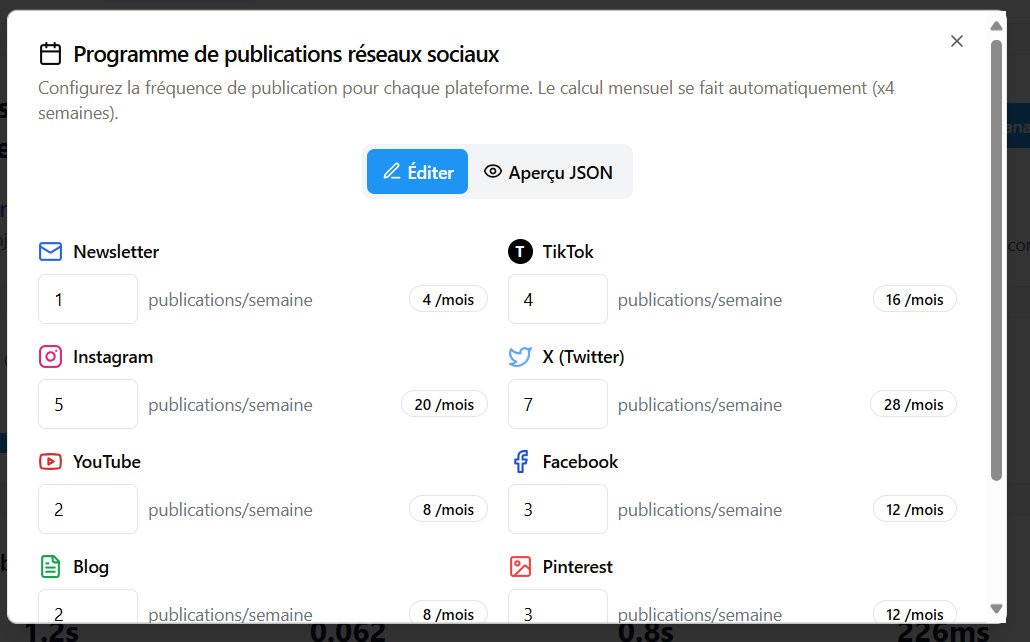 Programme de publications réseaux sociaux
Configurez la fréquence de publication pour chaque plateforme. Le calcul mensuel se fait automatiquement (x4
semaines).
Éditer
Aperçu JSON
Newsletter
1 publications/semaine 4 /mois
TikTok
4 publications/semaine 16 /mois
Instagram
5 publications/semaine 20 /mois
X (Twitter)
7 publications/semaine 28 /mois
YouTube
2 publications/semaine 8 /mois
Facebook
3 publications/semaine 12 /mois
Blog
2 publications/semaine 8 /mois
Pinterest
3 publications/semaine 12 /mois
1.2s 0.062 0.8s 226ms